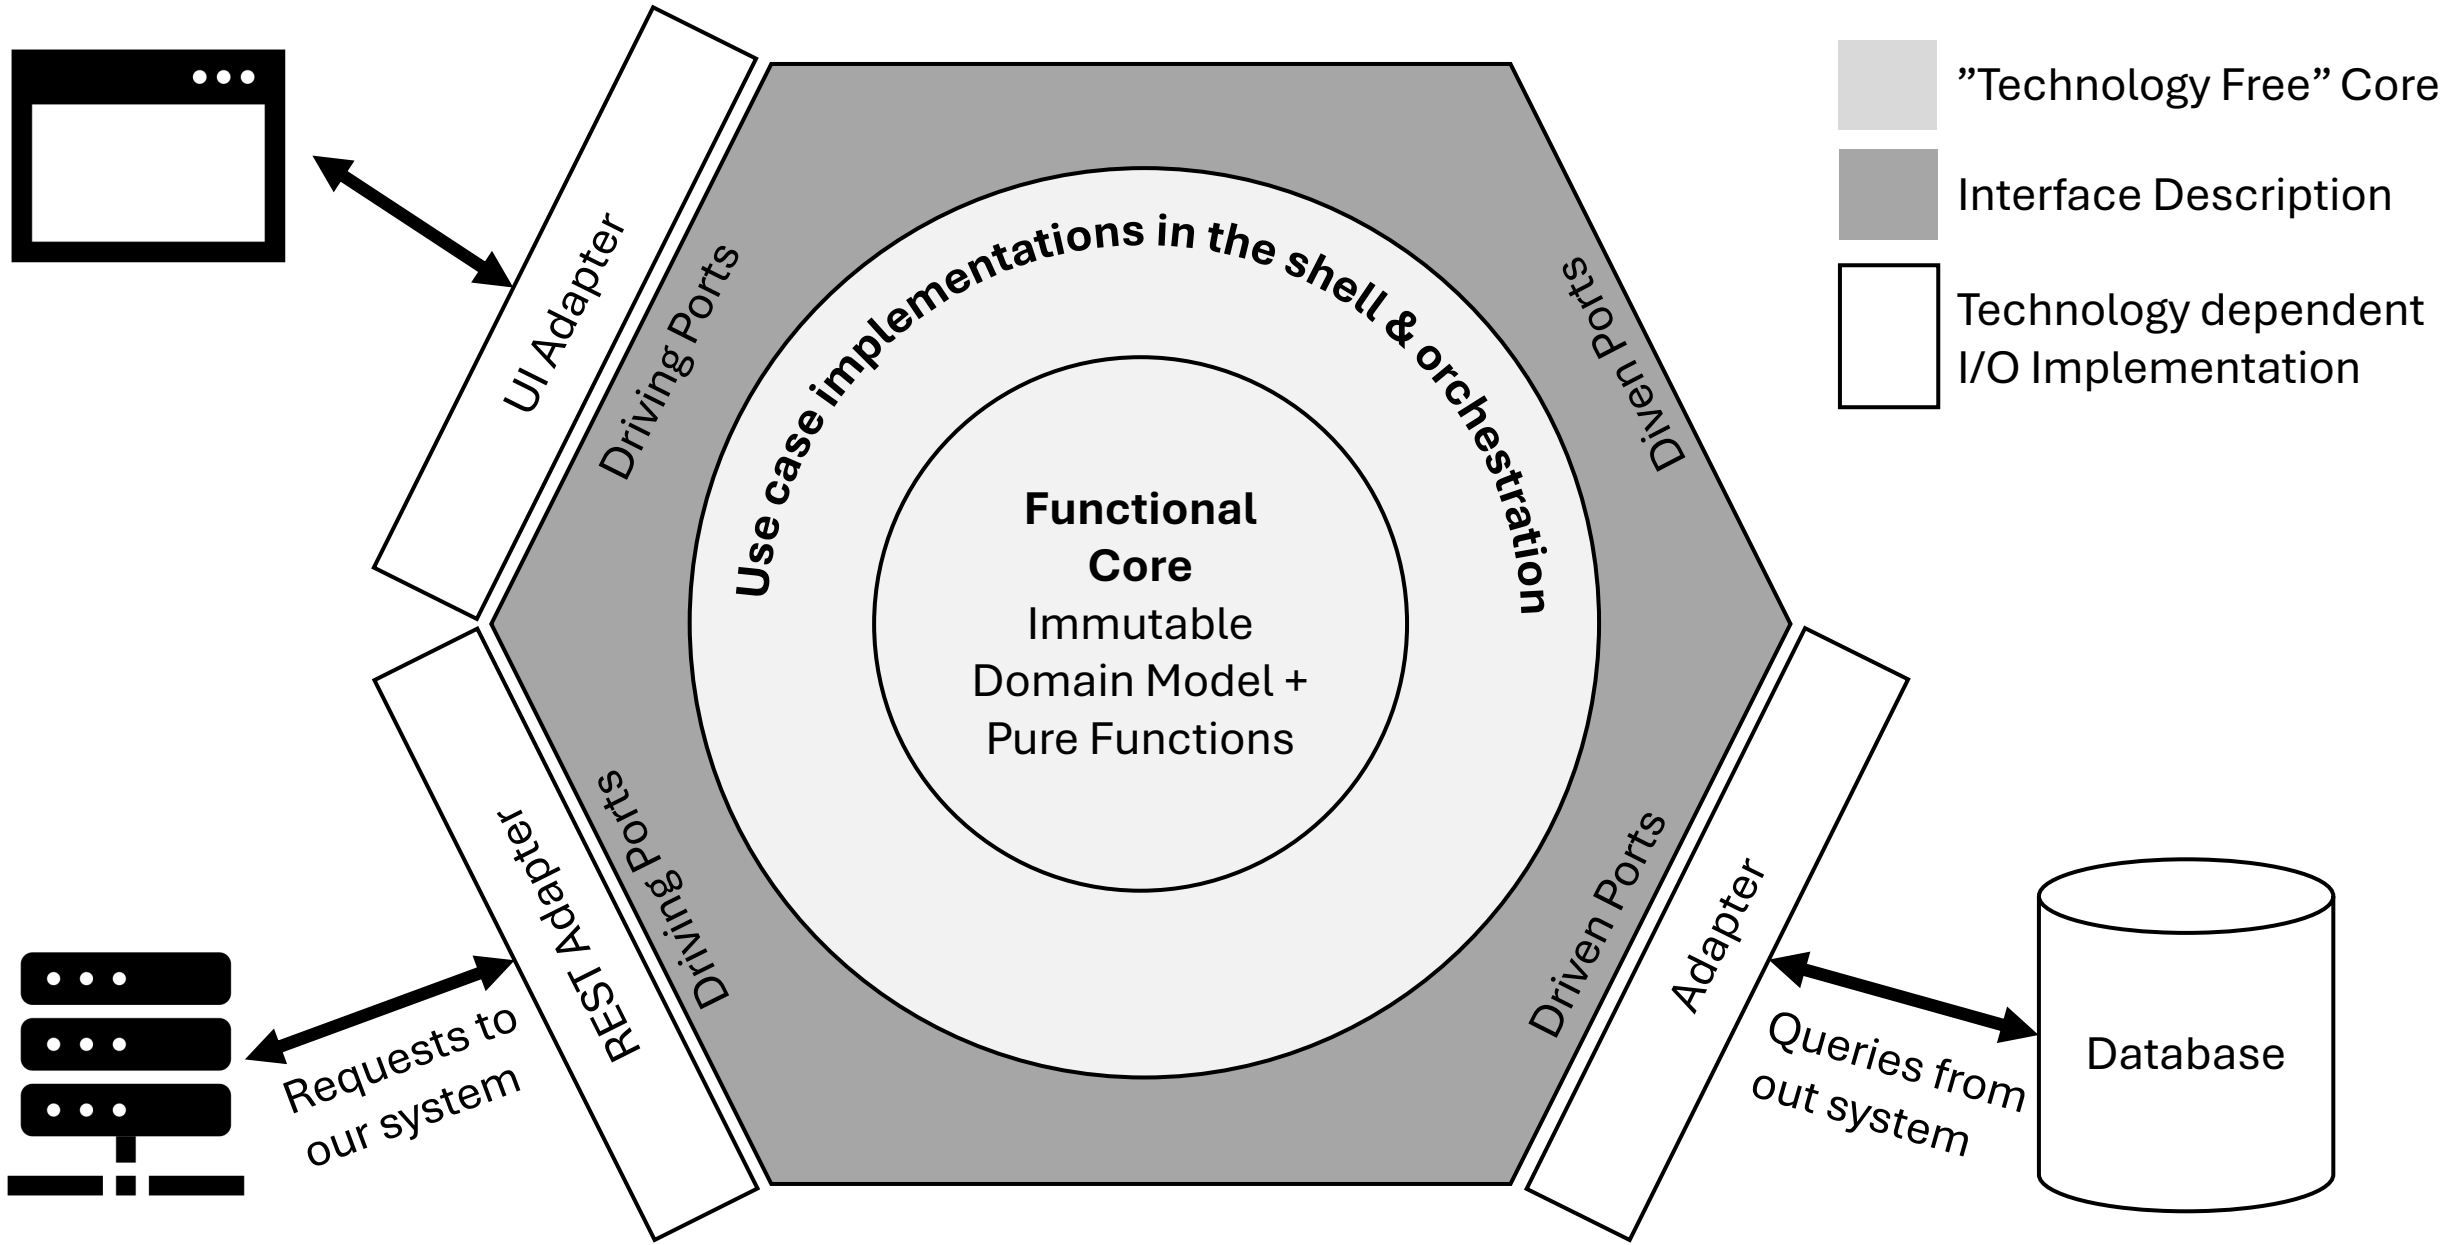 ”Technology Free” Core
Interface Description
Technology dependent
I/O Implementation
UI Adapter
Driving Ports
Use case implementations in the shell & orchestration
Diven Ports
Functional
Core
Immutable
Domain Model +
Pure Functions
REST Adapter
Driving Ports
Driven Ports
Adapter
Requests to
our system
Queries from
out system
Database